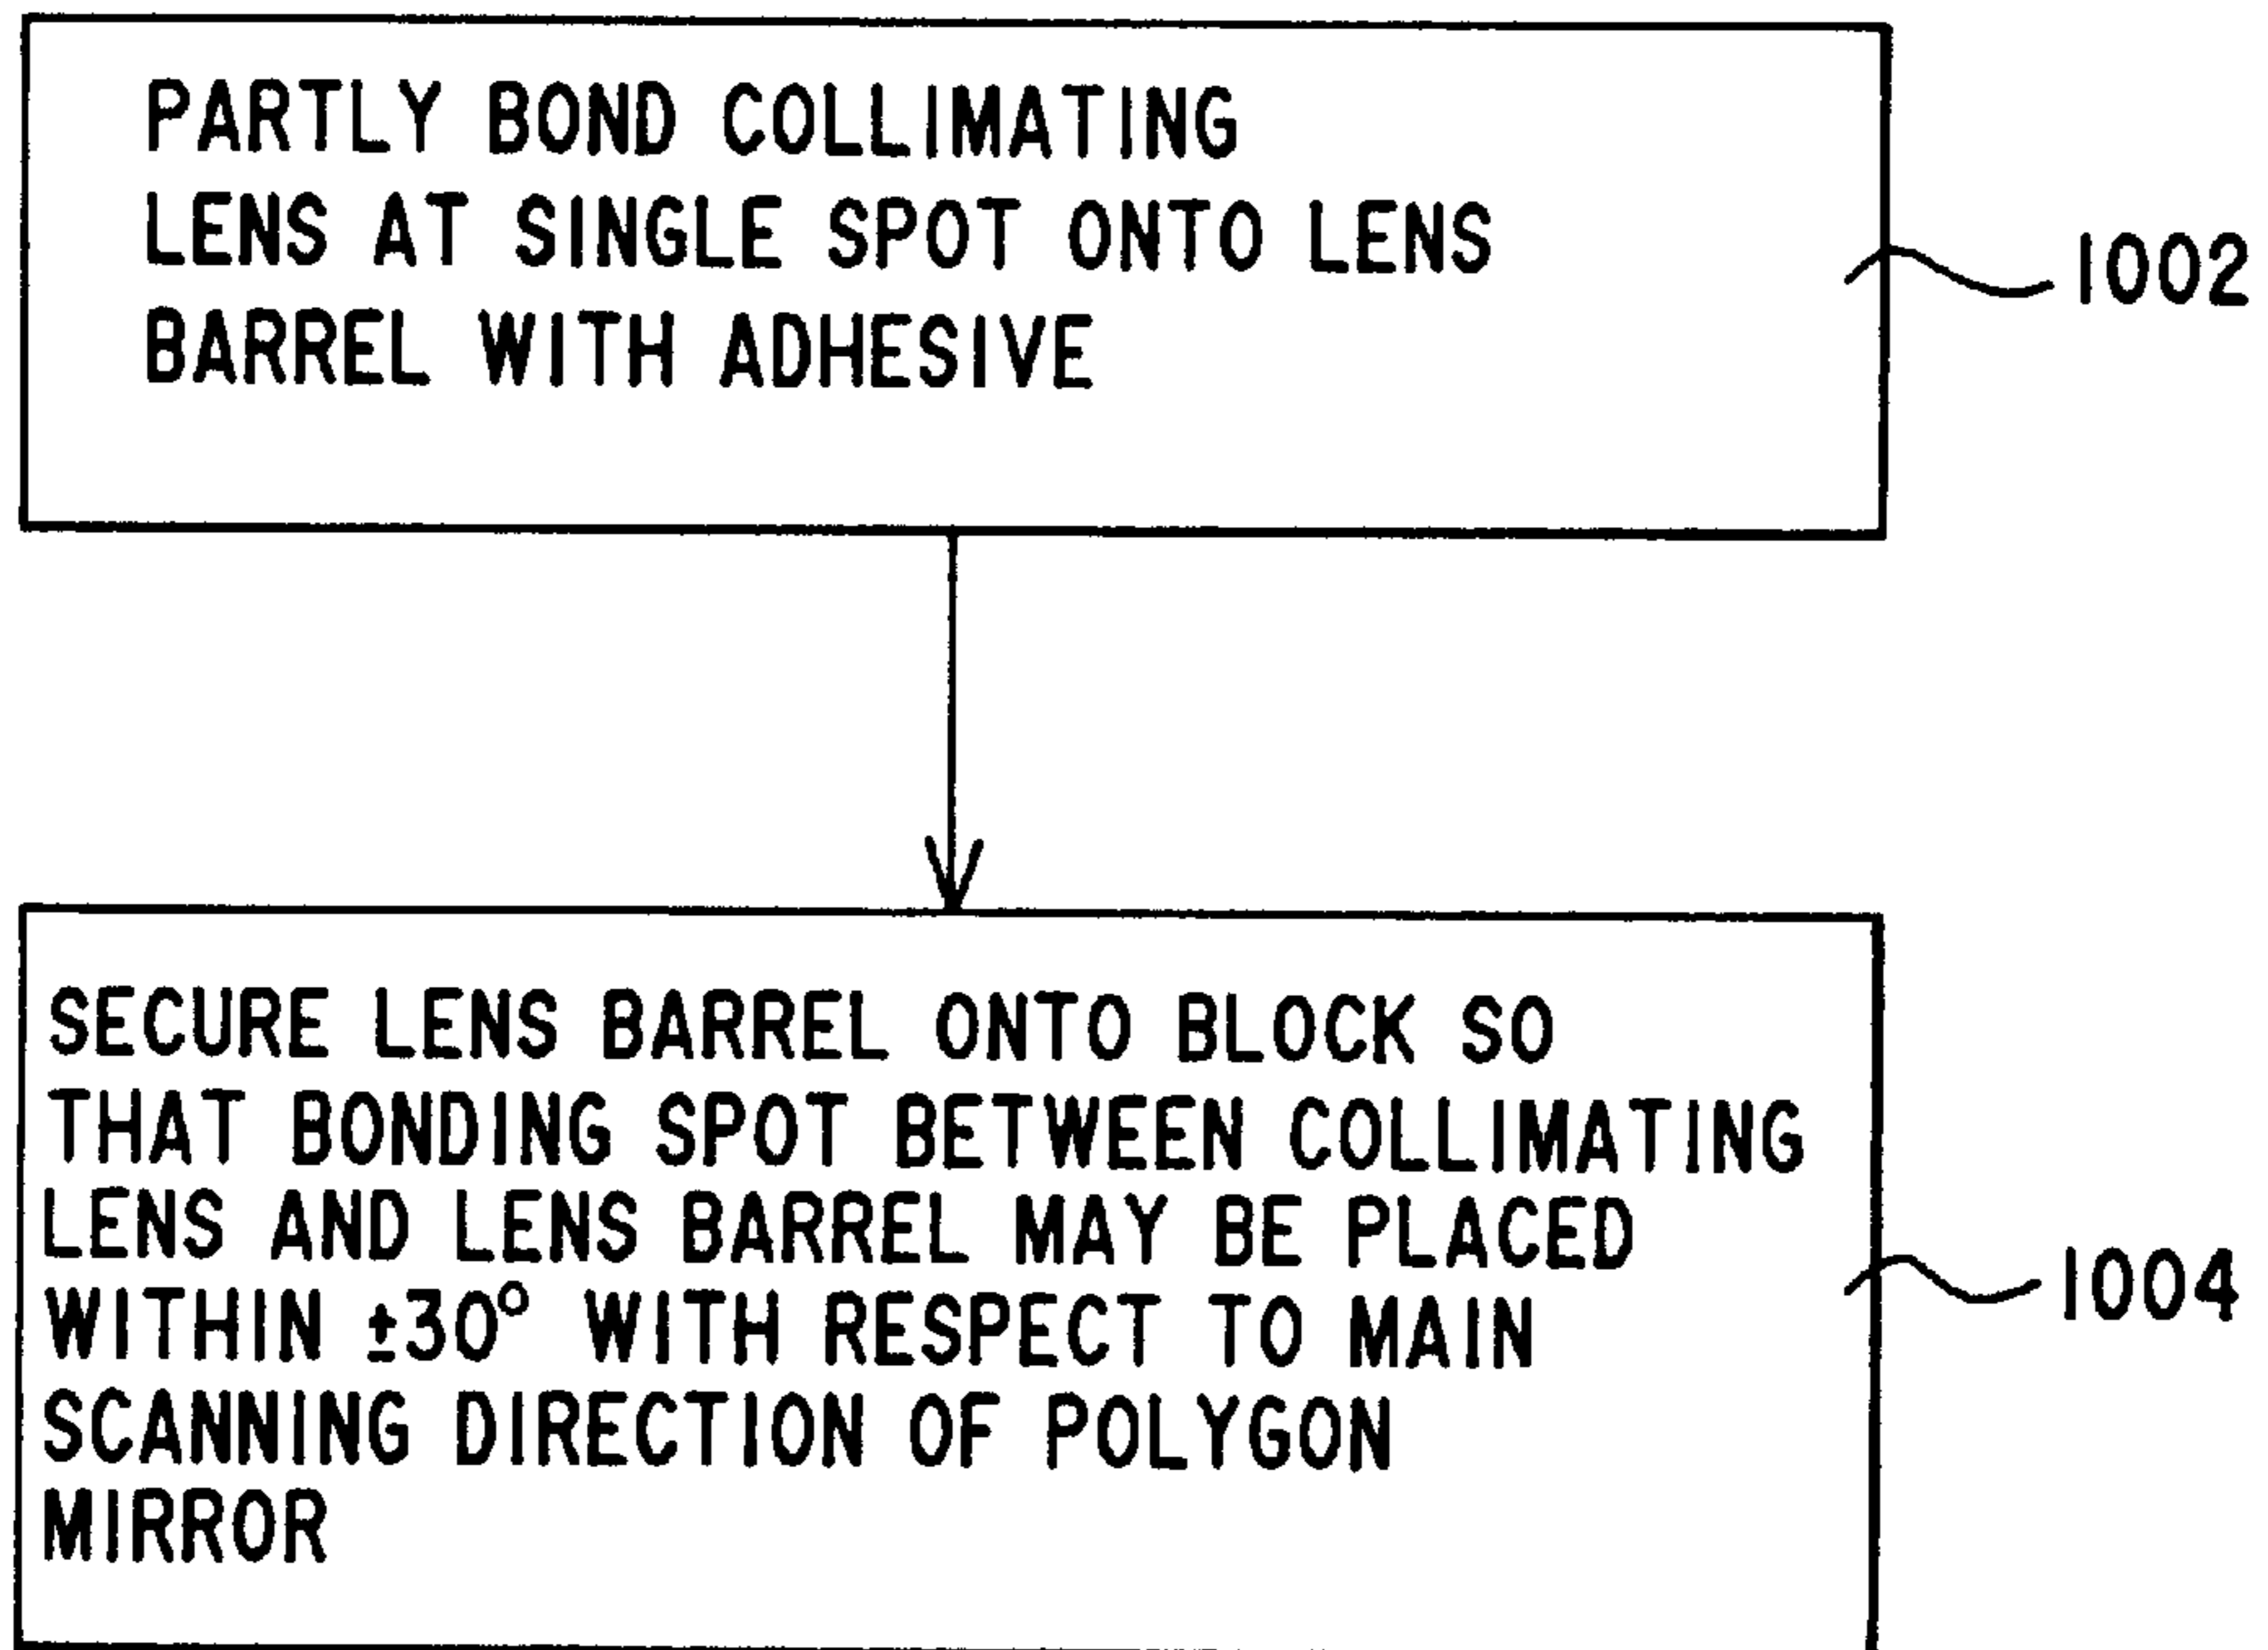 PARTLY BOND COLLIMATING
LENS AT SINGLE SPOT ONTO LENS
BARREL WITH ADHESIVE
1002
SECURE LENS BARREL ONTO BLOCK SO
THAT BONDING SPOT BETWEEN COLLIMATING
LENS AND LENS BARREL MAY BE PLACED
WITHIN ±30° WITH RESPECT TO MAIN
SCANNING DIRECTION OF POLYGON
MIRROR
1004